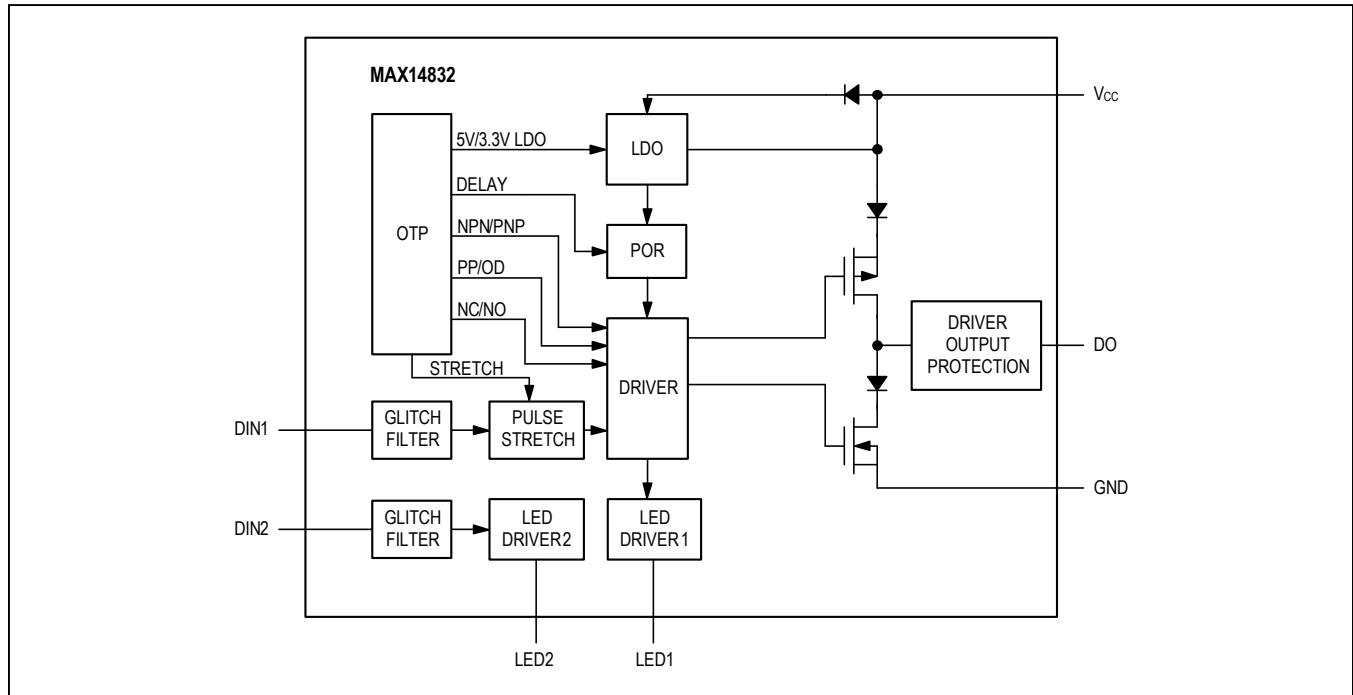 MAX14832
VCC
5V/3.3V LDO
LDO
DELAY
OTP
NPN/PNP
POR
PP/OD
NC/NO
DRIVER
OUTPUT
PROTECTION
DO
STRETCH
DRIVER
DIN1
GLITCH
FILTER
PULSE
STRETCH
GND
DIN2
GLITCH
FILTER
LED
DRIVER2
LED
DRIVER1
LED2
LED1